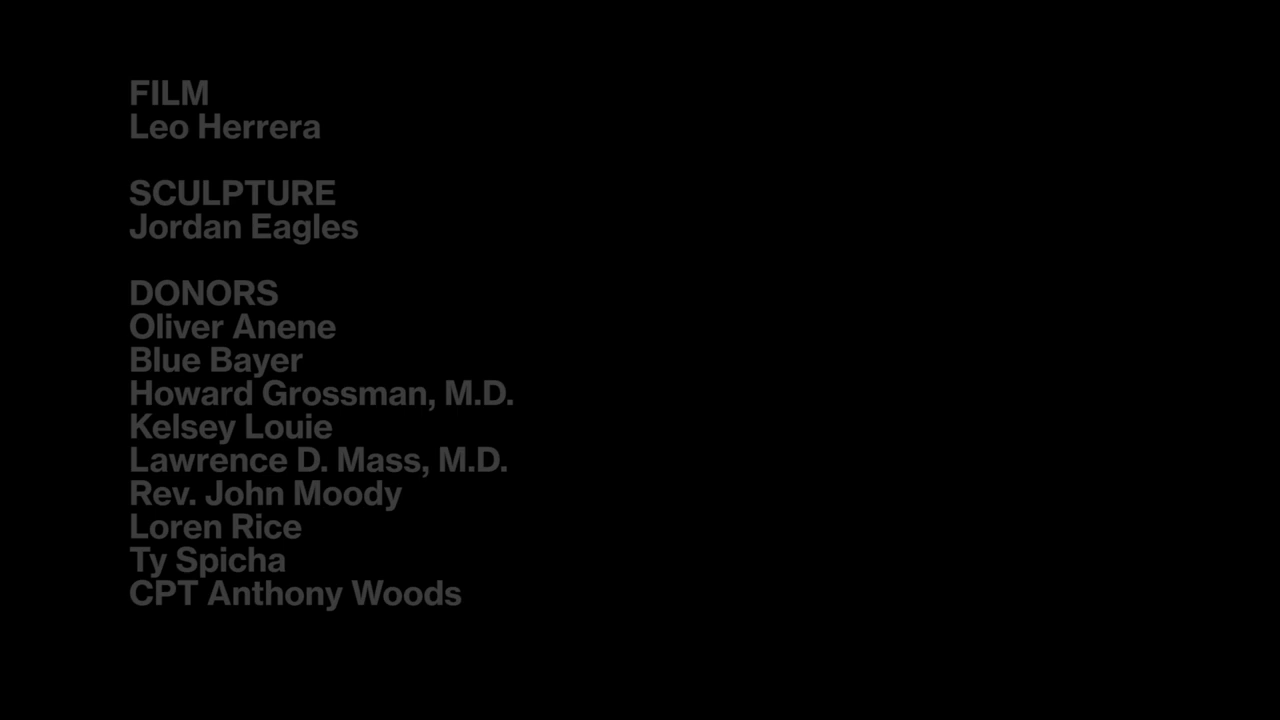 FILM
Leo Herrera
SCULPTURE
Jordan Eagles
DONORS
Oliver Anene
Blue Bayer
Howard Grossman, M.D.
Kelsey Louie
Lawrence D. Mass, M.D.
Rev. John Moody
Loren Rice
Ty Spicha
CPT Anthony Woods